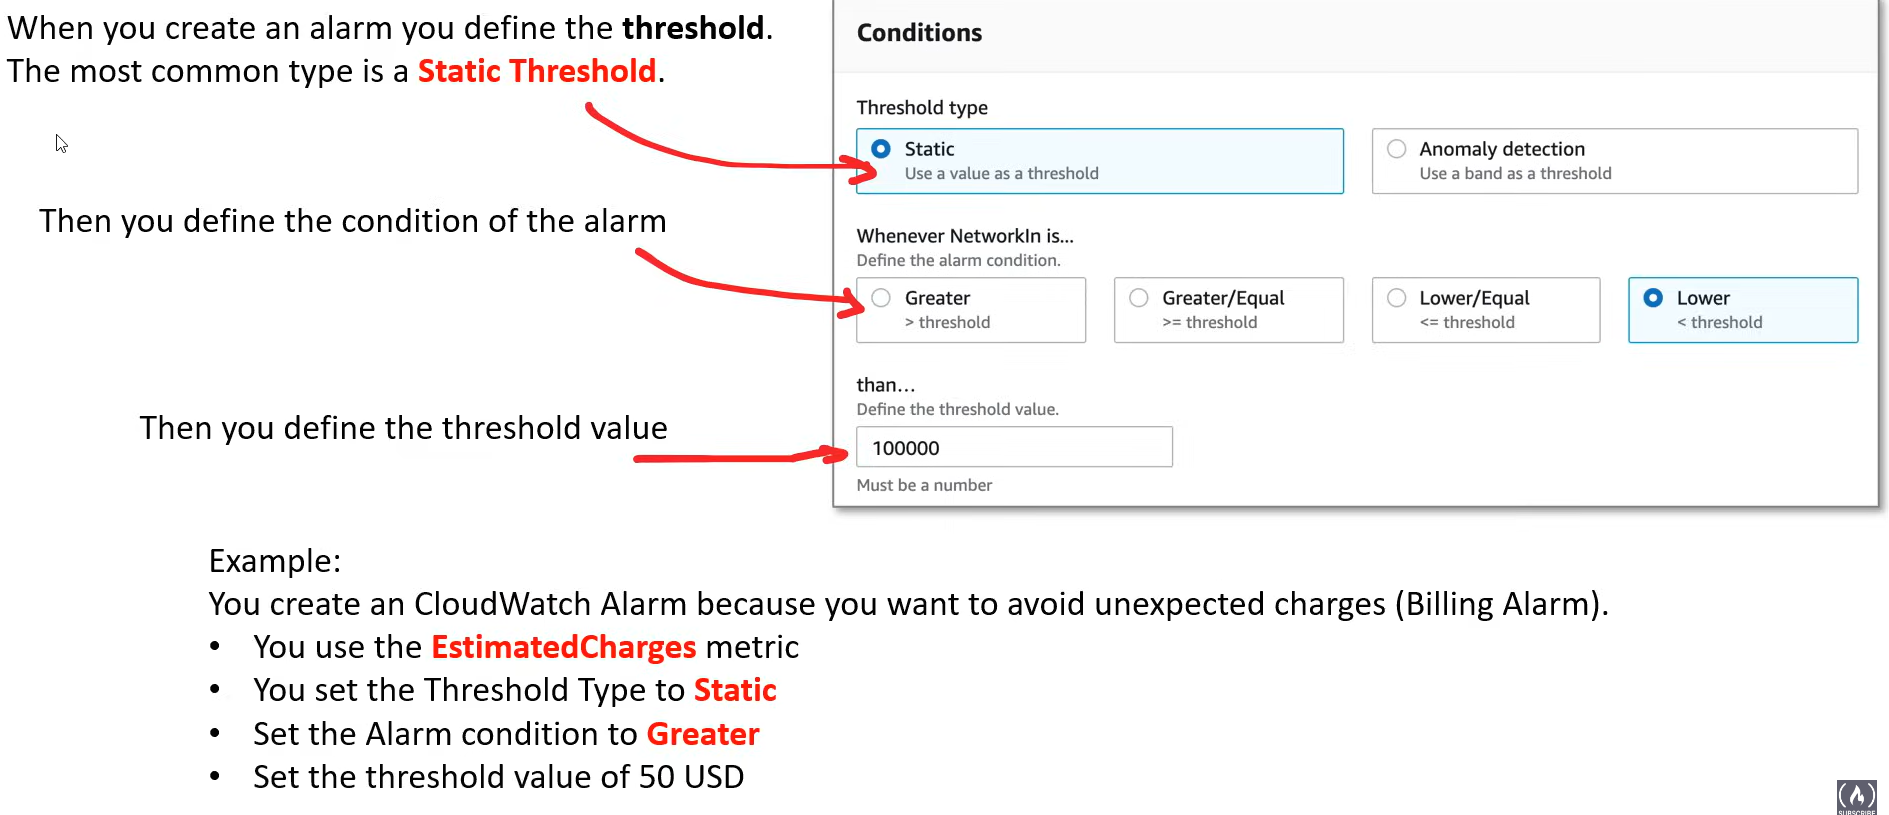 When you create an alarm you define the threshold.
The most common type is a Static Threshold.
Then you define the condition of the alarm
Then you define the threshold value
Conditions
Threshold type
Static
Use a value as a threshold
Anomaly detection
Use a band as a threshold
Whenever NetworkIn is...
Define the alarm condition.
Greater
> threshold
Greater/Equal
>= threshold
Lower/Equal
<= threshold
Lower
< threshold
than...
Define the threshold value.
100000
Must be a number
Example:
You create an CloudWatch Alarm because you want to avoid unexpected charges (Billing Alarm).
• You use the EstimatedCharges metric
• You set the Threshold Type to Static
• Set the Alarm condition to Greater
• Set the threshold value of 50 USD
SUBSCRIBE